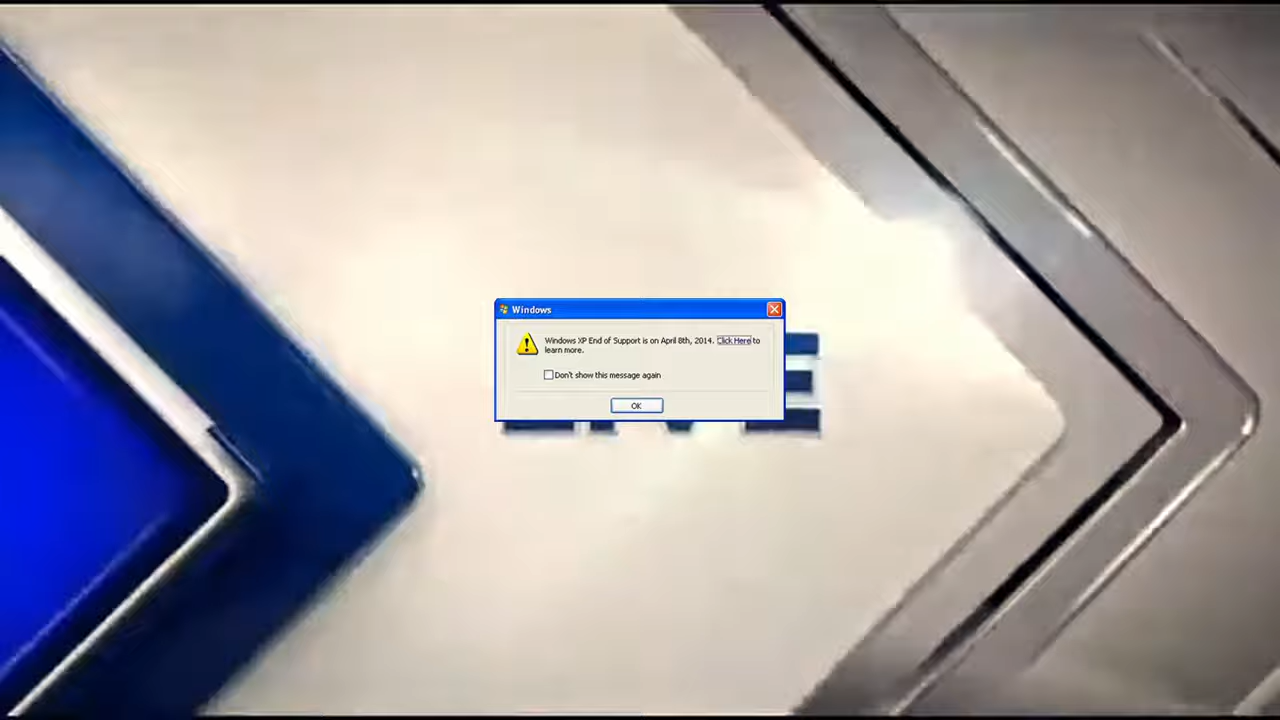 Windows
Windows XP End of Support is on April 8th, 2014. Click Here to
learn more.
Don't show this message again
OK